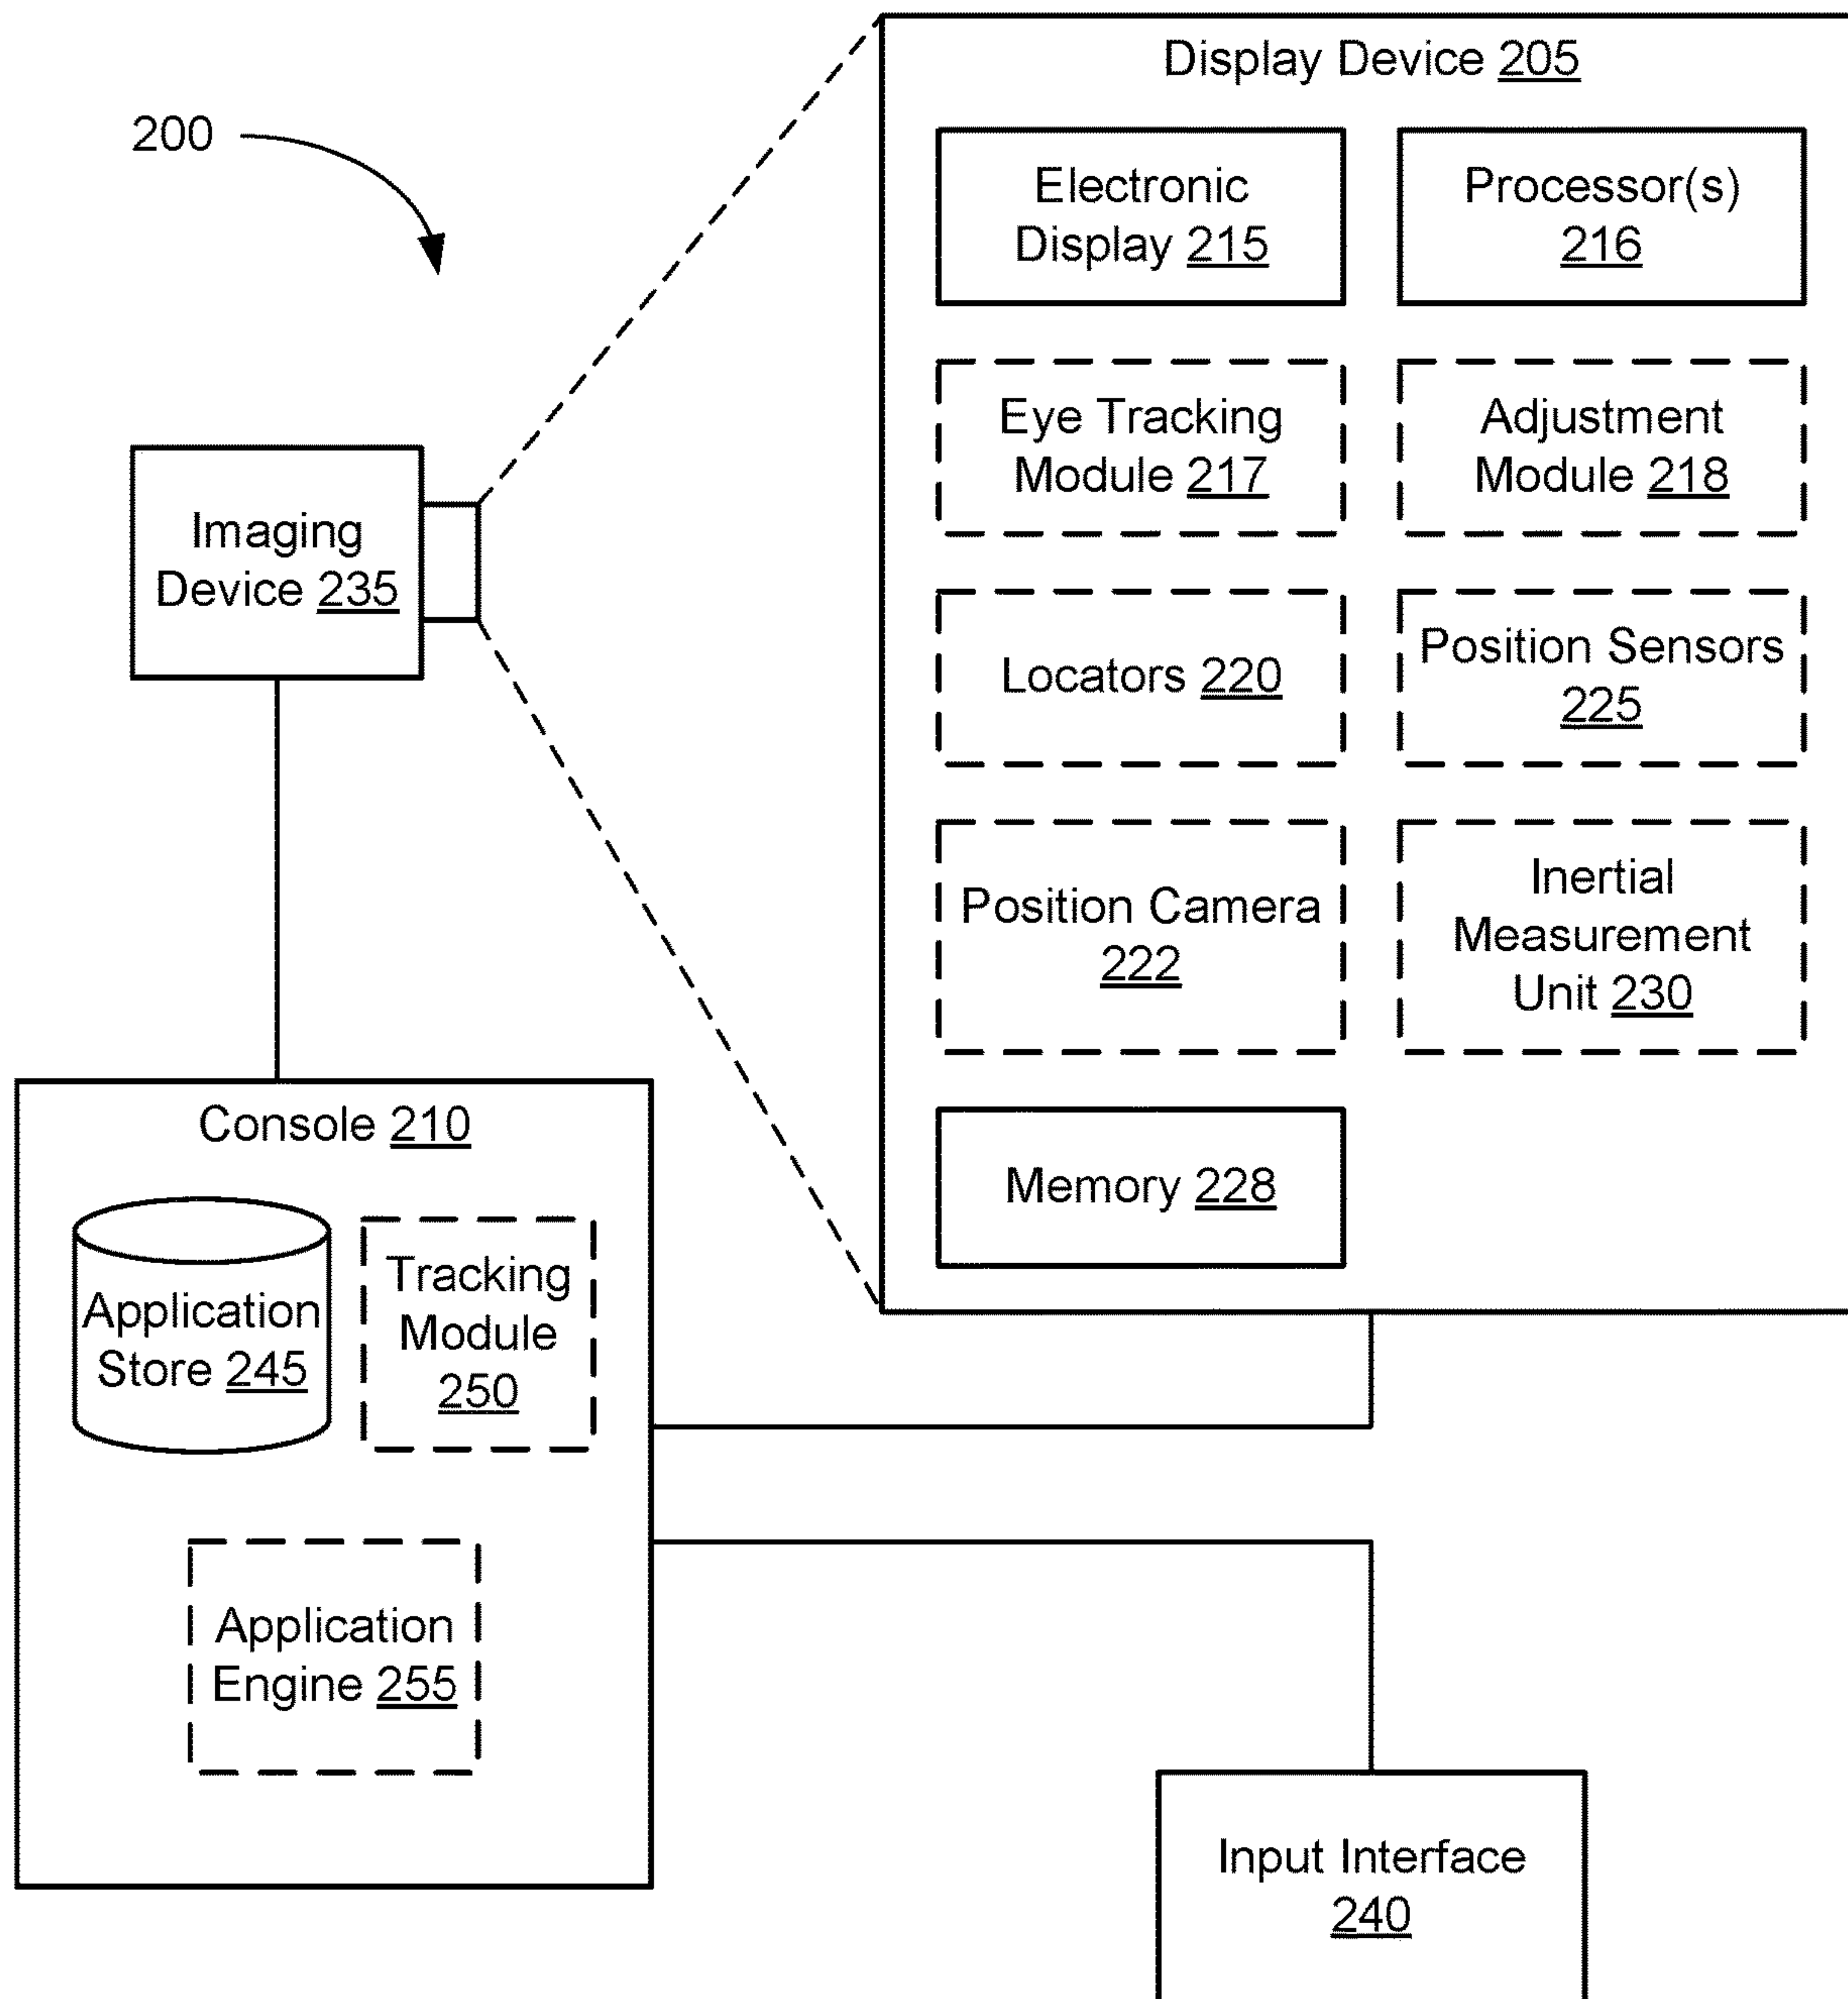 200
Display Device 205
Electronic
Display 215
Processor(s)
216
Eye Tracking
Module 217
Adjustment
Module 218
Imaging
Device 235
Locators 220
Position Sensors
225
Position Camera
222
Inertial
Measurement
Unit 230
Memory 228
Console 210
Application
Store 245
Tracking
Module
250
Application
Engine 255
Input Interface
240